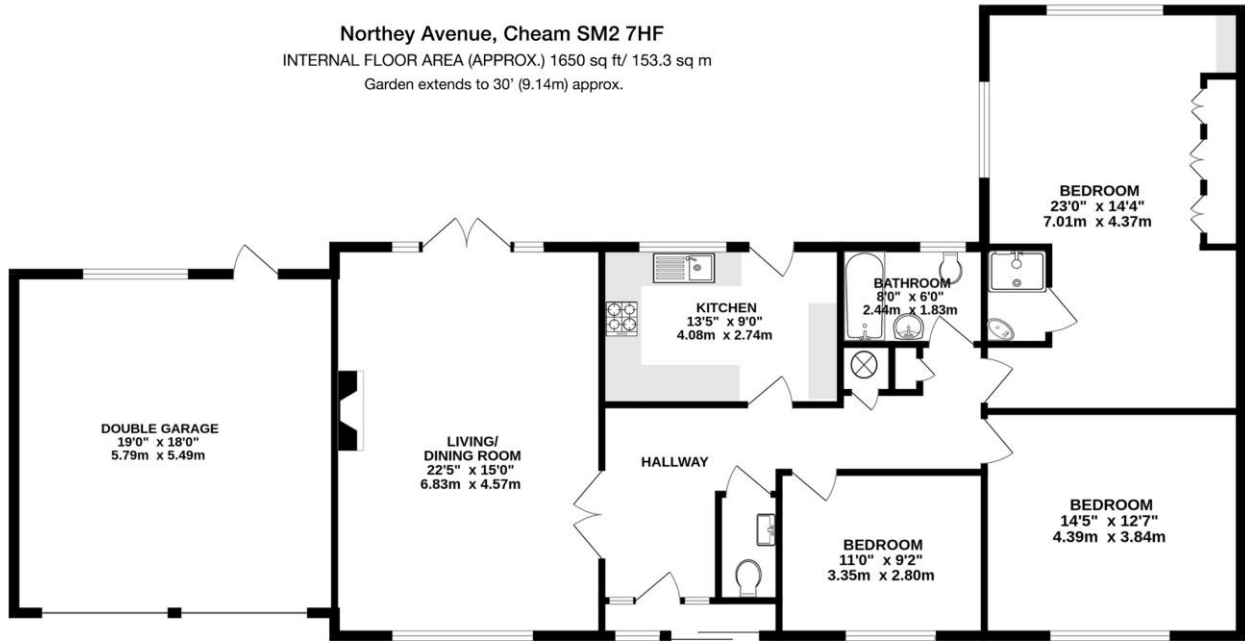 Northey Avenue, Cheam SM2 7HF
INTERNAL FLOOR AREA (APPROX.) 1650 sq ft/ 153.3 sq m
Garden extends to 30' (9.14m) approx.
BEDROOM
23'0" x 14'4"
7.01m x 4.37m
BATHROOM
8'0" x 6'0"
2.44m x 1.83m
KITCHEN
13'5" x 9'0"
4.08m x 2.74m
DOUBLE GARAGE
19'0" x 18'0"
5.79m x 5.49m
LIVING/
DINING ROOM
22'5" x 15'0"
6.83m x 4.57m
HALLWAY
BEDROOM
11'0" x 9'2"
3.35m x 2.80m
BEDROOM
14'5" x 12'7"
4.39m x 3.84m